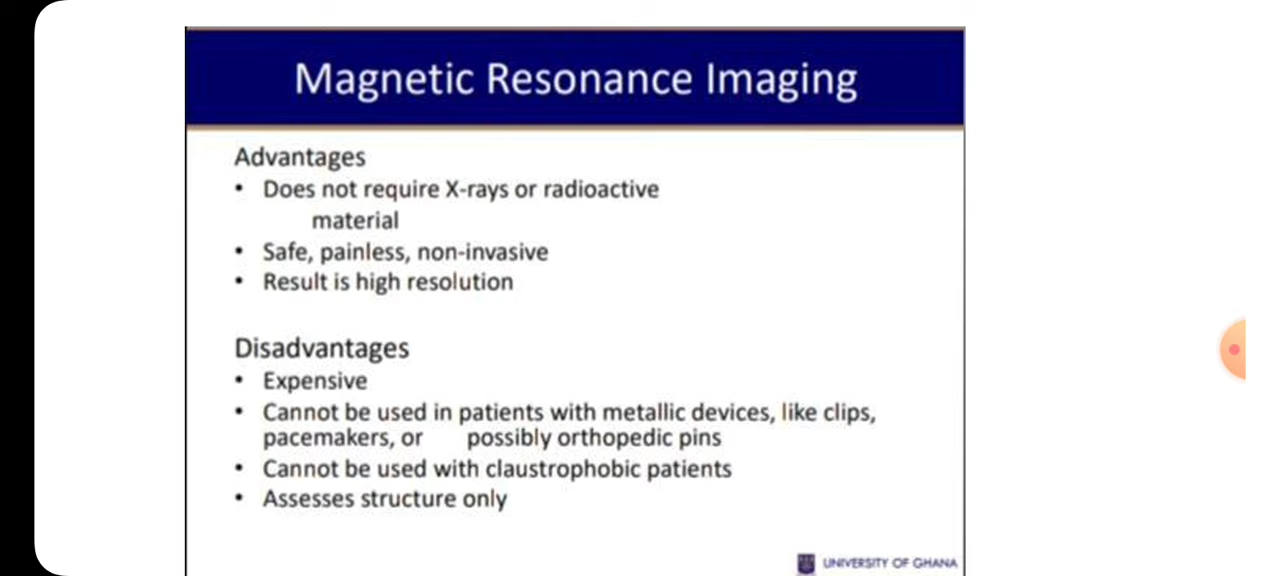 Magnetic Resonance Imaging
Advantages
• Does not require X-rays or radioactive
material
• Safe, painless, non-invasive
• Result is high resolution
Disadvantages
• Expensive
• Cannot be used in patients with metallic devices, like clips,
pacemakers, or possibly orthopedic pins
• Cannot be used with claustrophobic patients
• Assesses structure only
UNIVERSITY OF GHANA